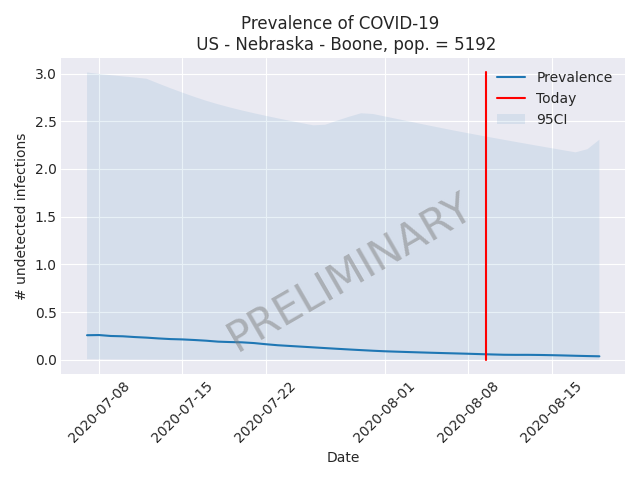 Prevalence of COVID-19
US - Nebraska - Boone, pop. = 5192
3.0
2.5
2.0
1.5
1.0
0.5
0.0
# undetected infections
Prevalence
Today
95CI
PRELIMINARY
2020-07-08
2020-07-15
2020-07-22
2020-08-01
2020-08-08
2020-08-15
Date